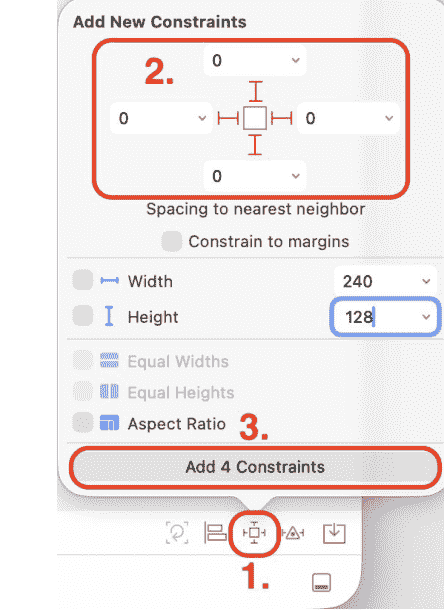 Add New Constraints
2.
0
0
0
0
Spacing to nearest neighbor
Constrain to margins
Width
240
Height
128
Equal Widths
Equal Heights
Aspect Ratio
3.
Add 4 Constraints
1.